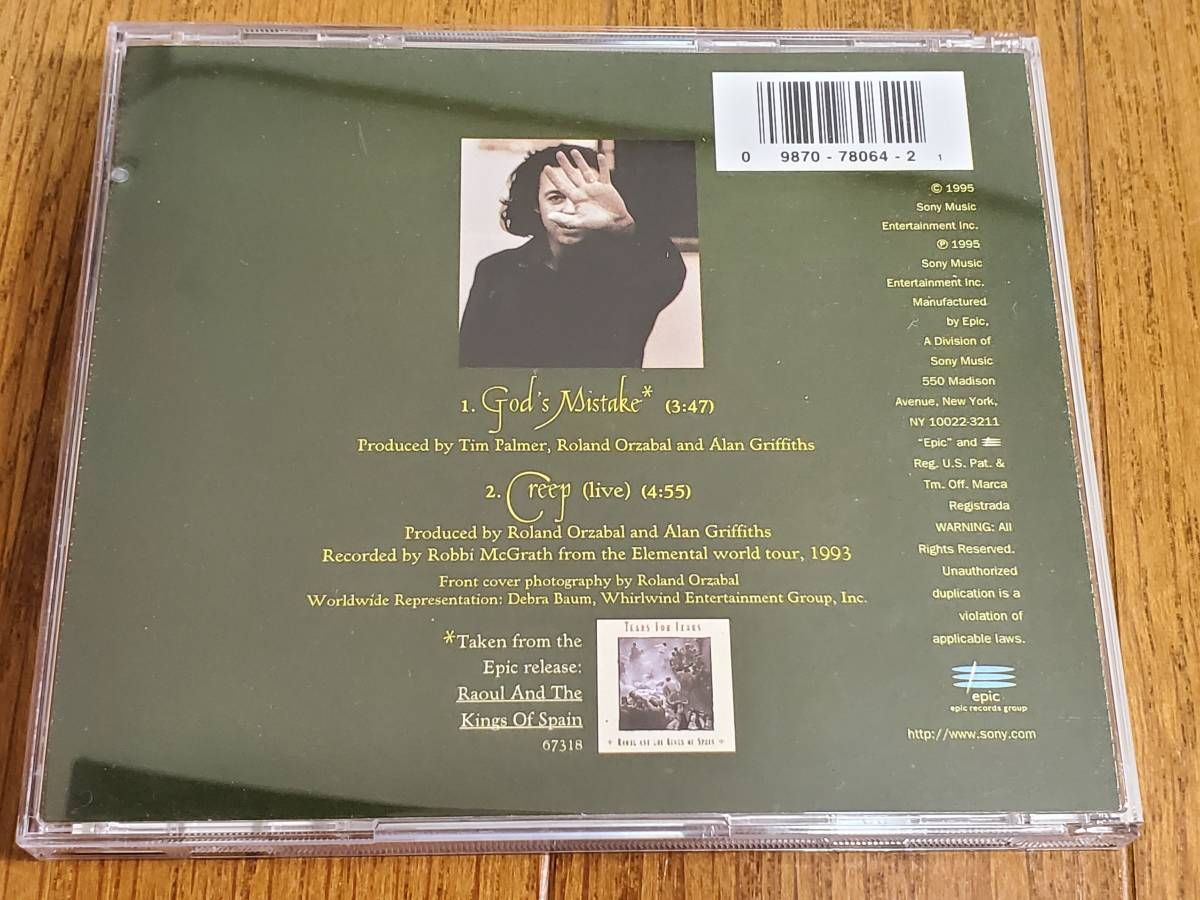 0 9870 - 78064 - 2 1
© 1995
Sony Music
Entertainment Inc.
℗ 1995
Sony Music
Entertainment Inc.
Manufactured
by Epic,
A Division of
Sony Music
550 Madison
Avenue, New York,
NY 10022-3211
“Epic” and
Reg. U.S. Pat. &
Tm. Off. Marca
Registrada
WARNING: All
Rights Reserved.
Unauthorized
duplication is a
violation of
applicable laws.
epic
epic records group
http://www.sony.com
1. God's Mistake* (3:47)
Produced by Tim Palmer, Roland Orzabal and Alan Griffiths
2. Creep (live) (4:55)
Produced by Roland Orzabal and Alan Griffiths
Recorded by Robbi McGrath from the Elemental world tour, 1993
Front cover photography by Roland Orzabal
Worldwide Representation: Debra Baum, Whirlwind Entertainment Group, Inc.
*Taken from the
Epic release:
Raoul And The
Kings Of Spain
67318
Tears For Fears
Raoul and the Kings of Spain